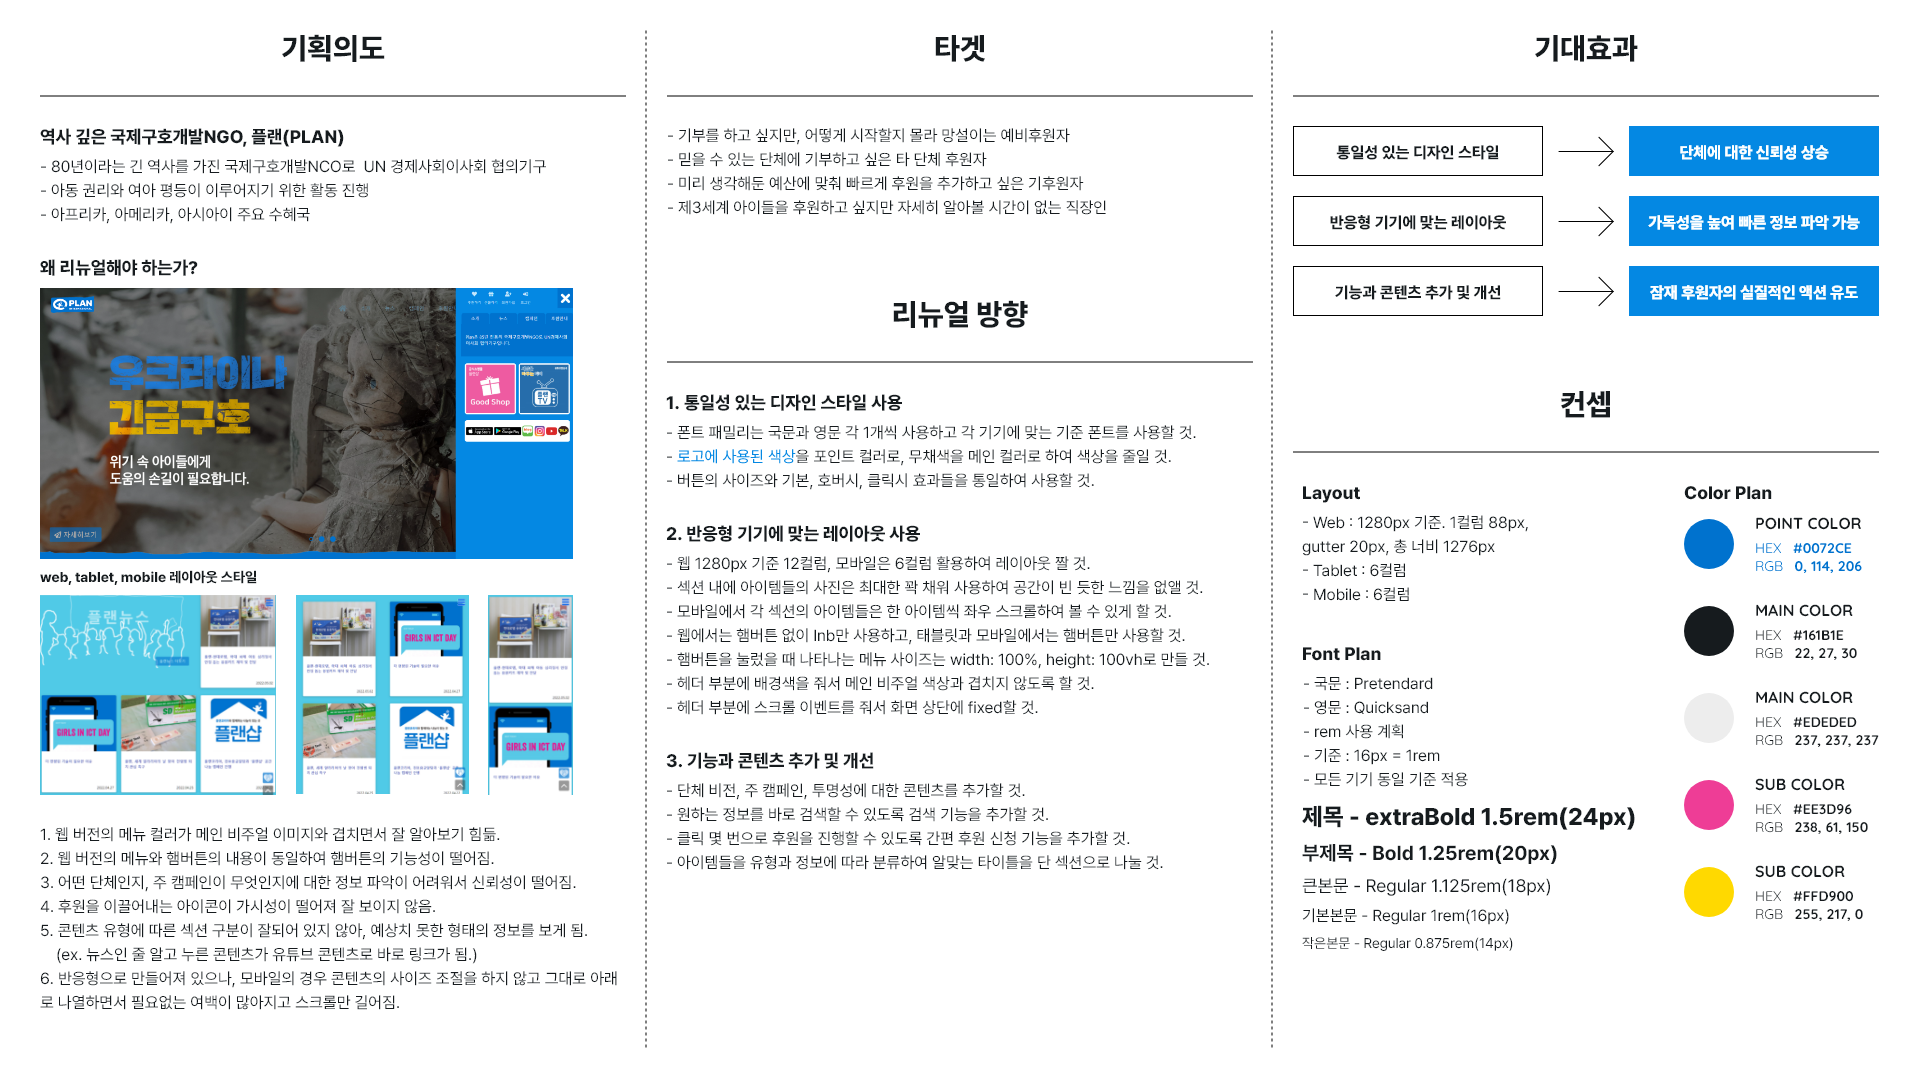 기획의도
역사 깊은 국제구호개발NGO, 플랜(PLAN)
- 80년이라는 긴 역사를 가진 국제구호개발NCO로  UN 경제사회이사회 협의기구
- 아동 권리와 여아 평등이 이루어지기 위한 활동 진행
- 아프리카, 아메리카, 아시아이 주요 수혜국
왜 리뉴얼해야 하는가?
PLAN
우크라이나
긴급구호
위기 속 아이들에게
도움의 손길이 필요합니다.
자세히보기
Good Shop
플랜
TV
web, tablet, mobile 레이아웃 스타일
플랜뉴스
GIRLS IN ICT DAY
플랜샵
GIRLS IN ICT DAY
플랜샵
GIRLS IN ICT DAY
1. 웹 버전의 메뉴 컬러가 메인 비주얼 이미지와 겹치면서 잘 알아보기 힘듦.
2. 웹 버전의 메뉴와 햄버튼의 내용이 동일하여 햄버튼의 기능성이 떨어짐.
3. 어떤 단체인지, 주 캠페인이 무엇인지에 대한 정보 파악이 어려워서 신뢰성이 떨어짐.
4. 후원을 이끌어내는 아이콘이 가시성이 떨어져 잘 보이지 않음.
5. 콘텐츠 유형에 따른 섹션 구분이 잘되어 있지 않아, 예상치 못한 형태의 정보를 보게 됨.
(ex. 뉴스인 줄 알고 누른 콘텐츠가 유튜브 콘텐츠로 바로 링크가 됨.)
6. 반응형으로 만들어져 있으나, 모바일의 경우 콘텐츠의 사이즈 조절을 하지 않고 그대로 아래
로 나열하면서 필요없는 여백이 많아지고 스크롤만 길어짐.
타겟
- 기부를 하고 싶지만, 어떻게 시작할지 몰라 망설이는 예비후원자
- 믿을 수 있는 단체에 기부하고 싶은 타 단체 후원자
- 미리 생각해둔 예산에 맞춰 빠르게 후원을 추가하고 싶은 기후원자
- 제3세계 아이들을 후원하고 싶지만 자세히 알아볼 시간이 없는 직장인
리뉴얼 방향
1. 통일성 있는 디자인 스타일 사용
- 폰트 패밀리는 국문과 영문 각 1개씩 사용하고 각 기기에 맞는 기준 폰트를 사용할 것.
- 로고에 사용된 색상을 포인트 컬러로, 무채색을 메인 컬러로 하여 색상을 줄일 것.
- 버튼의 사이즈와 기본, 호버시, 클릭시 효과들을 통일하여 사용할 것.
2. 반응형 기기에 맞는 레이아웃 사용
- 웹 1280px 기준 12컬럼, 모바일은 6컬럼 활용하여 레이아웃 짤 것.
- 섹션 내에 아이템들의 사진은 최대한 꽉 채워 사용하여 공간이 빈 듯한 느낌을 없앨 것.
- 모바일에서 각 섹션의 아이템들은 한 아이템씩 좌우 스크롤하여 볼 수 있게 할 것.
- 웹에서는 햄버튼 없이 lnb만 사용하고, 태블릿과 모바일에서는 햄버튼만 사용할 것.
- 햄버튼을 눌렀을 때 나타나는 메뉴 사이즈는 width: 100%, height: 100vh로 만들 것.
- 헤더 부분에 배경색을 줘서 메인 비주얼 색상과 겹치지 않도록 할 것.
- 헤더 부분에 스크롤 이벤트를 줘서 화면 상단에 fixed할 것.
3. 기능과 콘텐츠 추가 및 개선
- 단체 비전, 주 캠페인, 투명성에 대한 콘텐츠를 추가할 것.
- 원하는 정보를 바로 검색할 수 있도록 검색 기능을 추가할 것.
- 클릭 몇 번으로 후원을 진행할 수 있도록 간편 후원 신청 기능을 추가할 것.
- 아이템들을 유형과 정보에 따라 분류하여 알맞는 타이틀을 단 섹션으로 나눌 것.
기대효과
통일성 있는 디자인 스타일
단체에 대한 신뢰성 상승
반응형 기기에 맞는 레이아웃
가독성을 높여 빠른 정보 파악 가능
기능과 콘텐츠 추가 및 개선
잠재 후원자의 실질적인 액션 유도
컨셉
Layout
- Web : 1280px 기준. 1컬럼 88px,
gutter 20px, 총 너비 1276px
- Tablet : 6컬럼
- Mobile : 6컬럼
Font Plan
- 국문 : Pretendard
- 영문 : Quicksand
- rem 사용 계획
- 기준 : 16px = 1rem
- 모든 기기 동일 기준 적용
제목 - extraBold 1.5rem(24px)
부제목 - Bold 1.25rem(20px)
큰본문 - Regular 1.125rem(18px)
기본본문 - Regular 1rem(16px)
작은본문 - Regular 0.875rem(14px)
Color Plan
POINT COLOR
HEX #0072CE
RGB 0, 114, 206
MAIN COLOR
HEX #161B1E
RGB 22, 27, 30
MAIN COLOR
HEX #EDEDED
RGB 237, 237, 237
SUB COLOR
HEX #EE3D96
RGB 238, 61, 150
SUB COLOR
HEX #FFD900
RGB 255, 217, 0